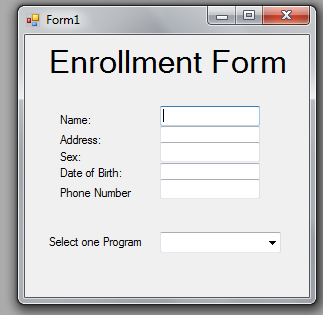 Form1
Enrollment Form
Name:
Address:
Sex:
Date of Birth:
Phone Number
Select one Program